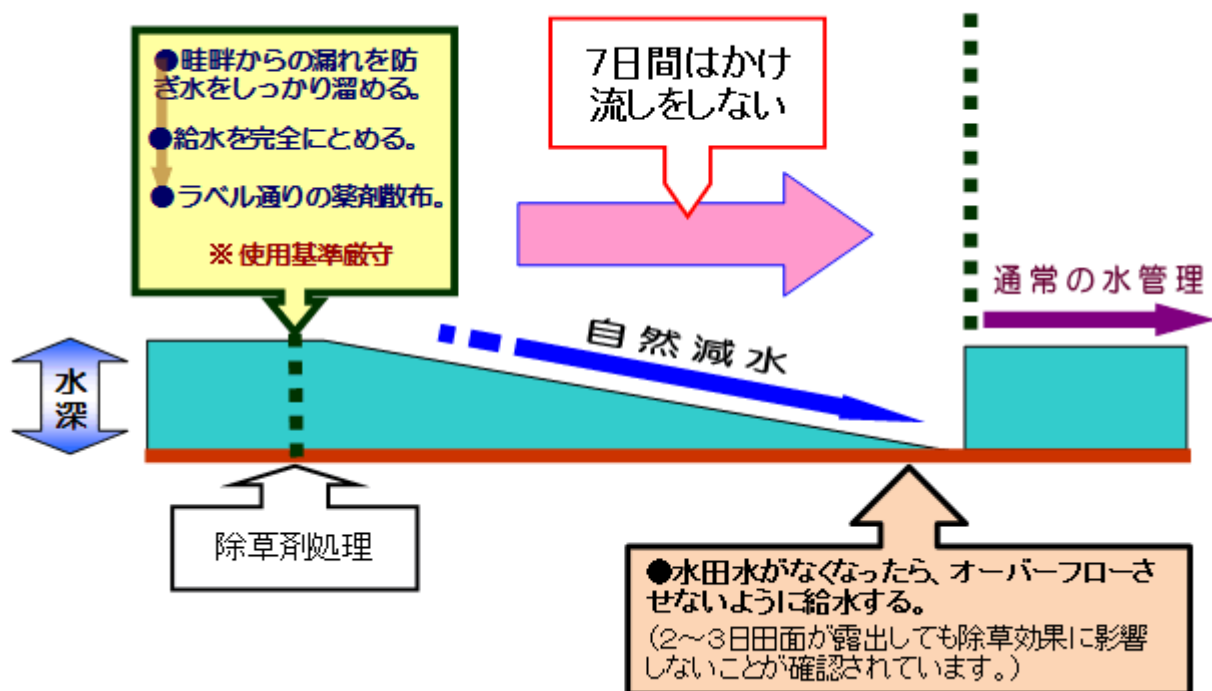 ●畦畔からの漏れを防
ぎ水をしっかり溜める。
●給水を完全にとめる。
●ラベル通りの薬剤散布。
※使用基準厳守
7日間はかけ
流しをしない
通常の水管理
自然減水
水深
除草剤処理
●水田水がなくなったら、オーバーフローさ
せないように給水する。
（2～3日田面が露出しても除草効果に影響
しないことが確認されています。）